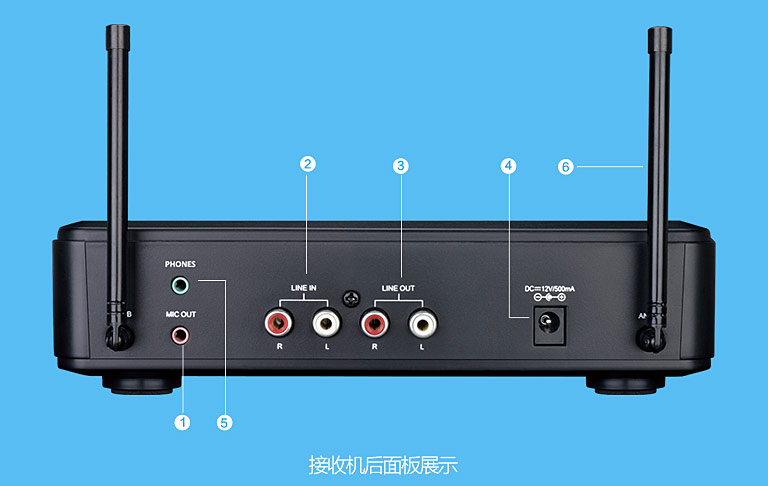 2
3
4
6
PHONES
LINE IN
LINE OUT
DC⎓12V/500mA
B
MIC OUT
AN
R
L
R
L
1
5
接收机后面板展示